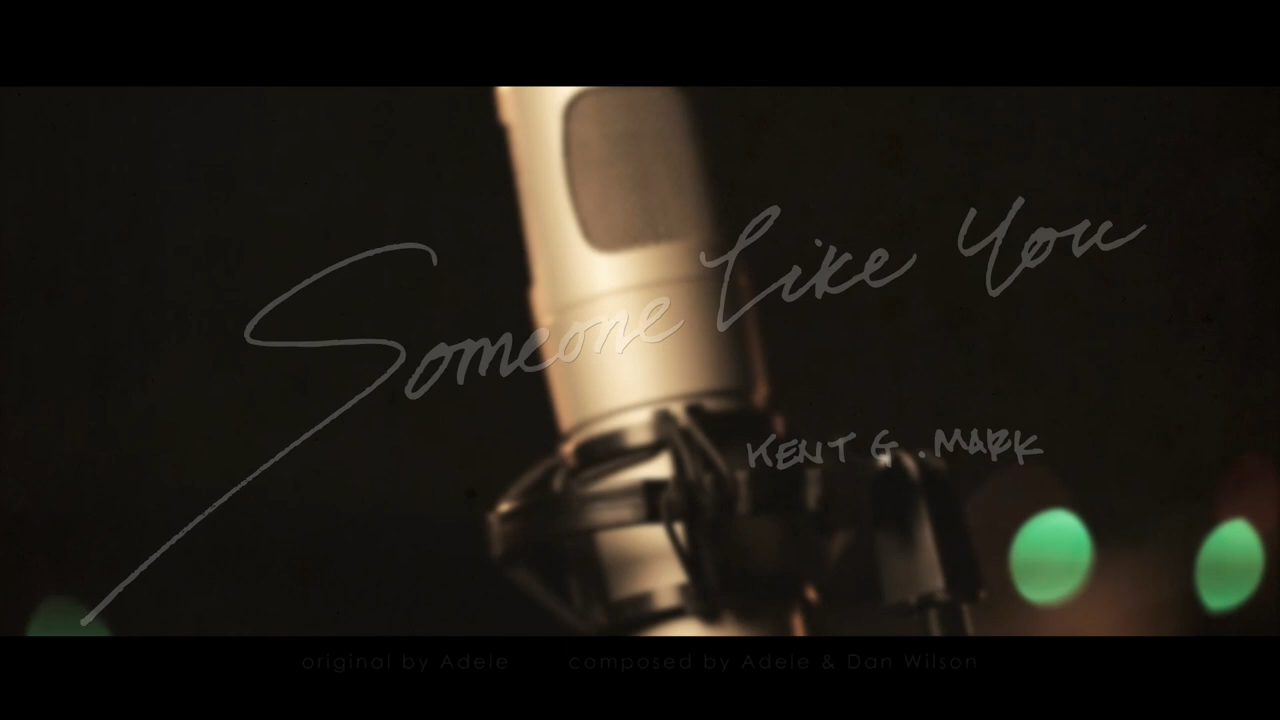 Someone Like You
KENT G. MARK
original by Adele composed by Adele & Dan Wilson